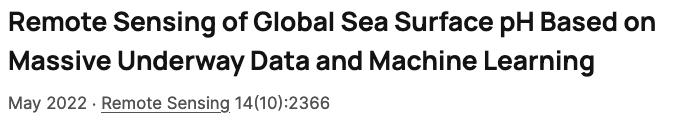 Remote Sensing of Global Sea Surface pH Based on
Massive Underway Data and Machine Learning
May 2022 · Remote Sensing 14(10):2366